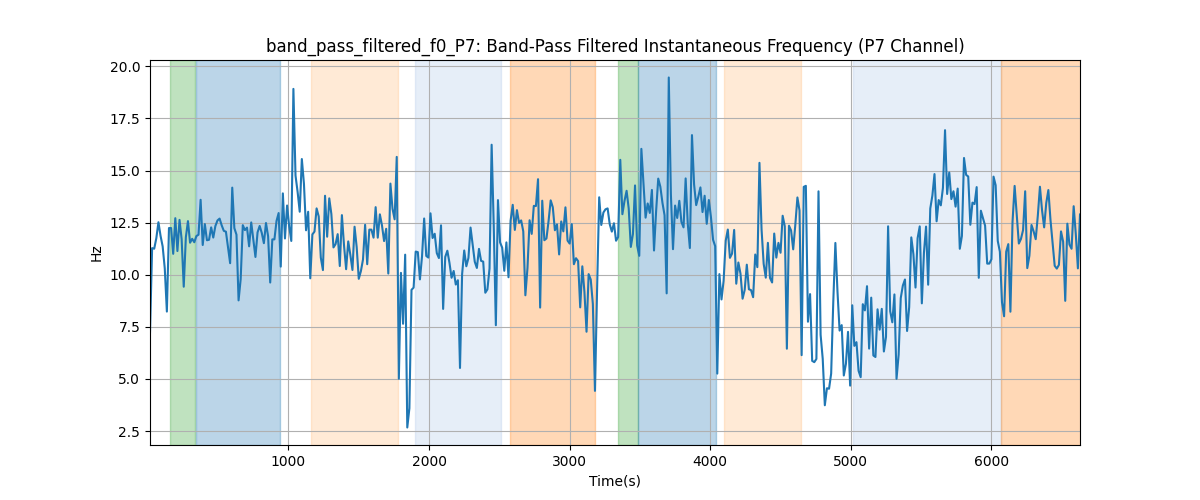 band_pass_filtered_f0_P7: Band-Pass Filtered Instantaneous Frequency (P7 Channel)
20.0
17.5
15.0
12.5
10.0
7.5
5.0
2.5
Hz
1000 2000 3000 4000 5000 6000
Time(s)